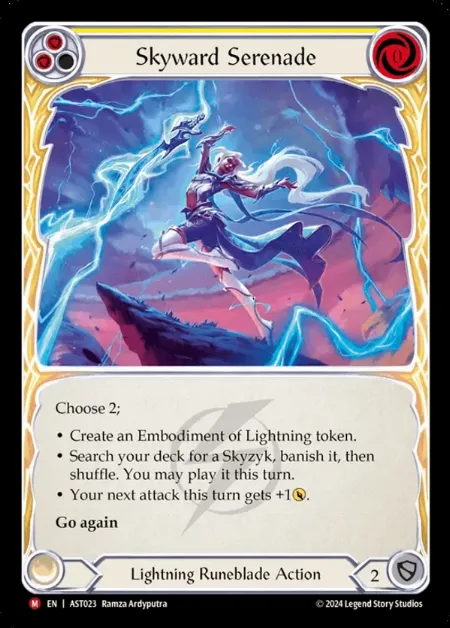 Skyward Serenade
0
Choose 2;
• Create an Embodiment of Lightning token.
• Search your deck for a Skyzyk, banish it, then
shuffle. You may play it this turn.
• Your next attack this turn gets +1.
Go again
Lightning Runeblade Action
2
M EN | AST023 Ramza Ardyputra
© 2024 Legend Story Studios